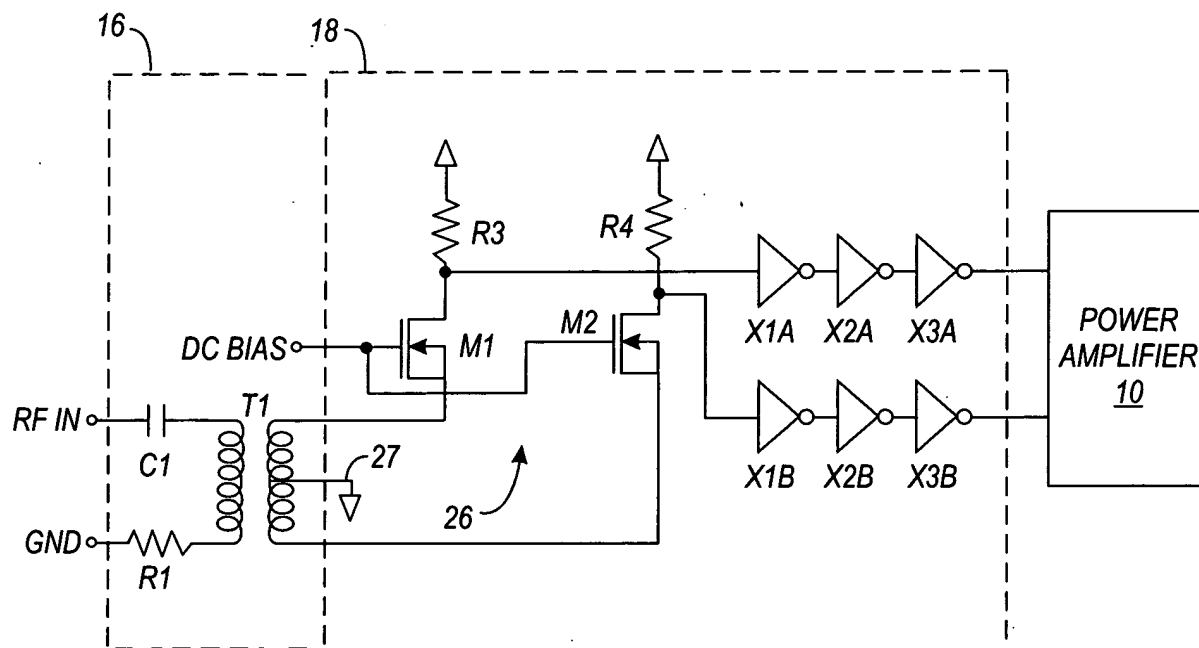 16
18
R3
R4
X1A
X2A
X3A
POWER
AMPLIFIER
10
DC BIAS
M1
M2
RF IN
C1
T1
27
26
X1B
X2B
X3B
GND
R1